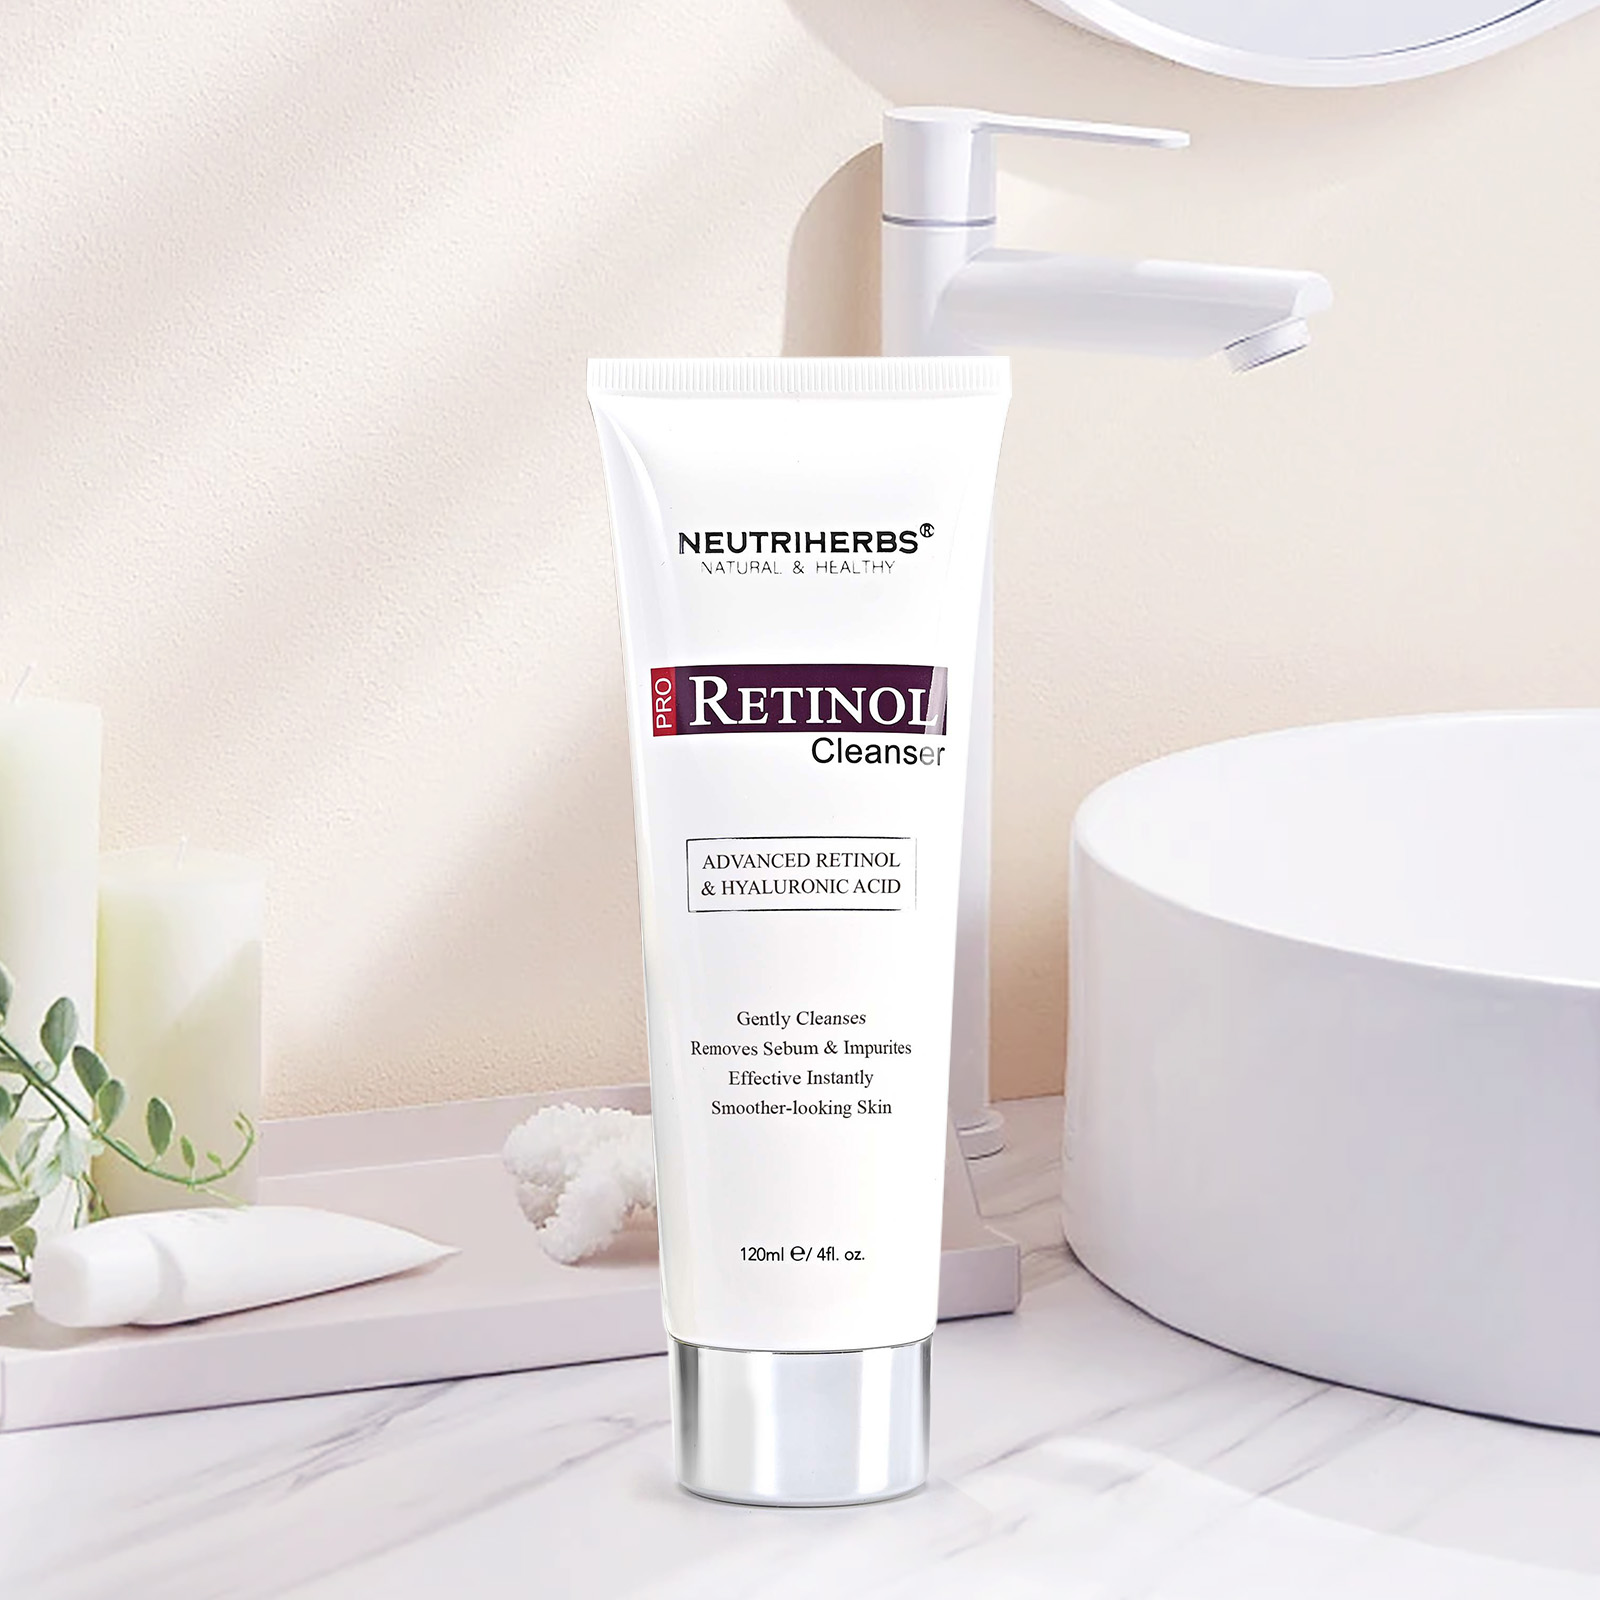 NEUTRIHERBS®
NATURAL & HEALTHY
PRO
RETINOL
Cleanser
ADVANCED RETINOL
& HYALURONIC ACID
Gently Cleanses
Removes Sebum & Impurites
Effective Instantly
Smoother-looking Skin
120ml ℮/ 4fl. oz.